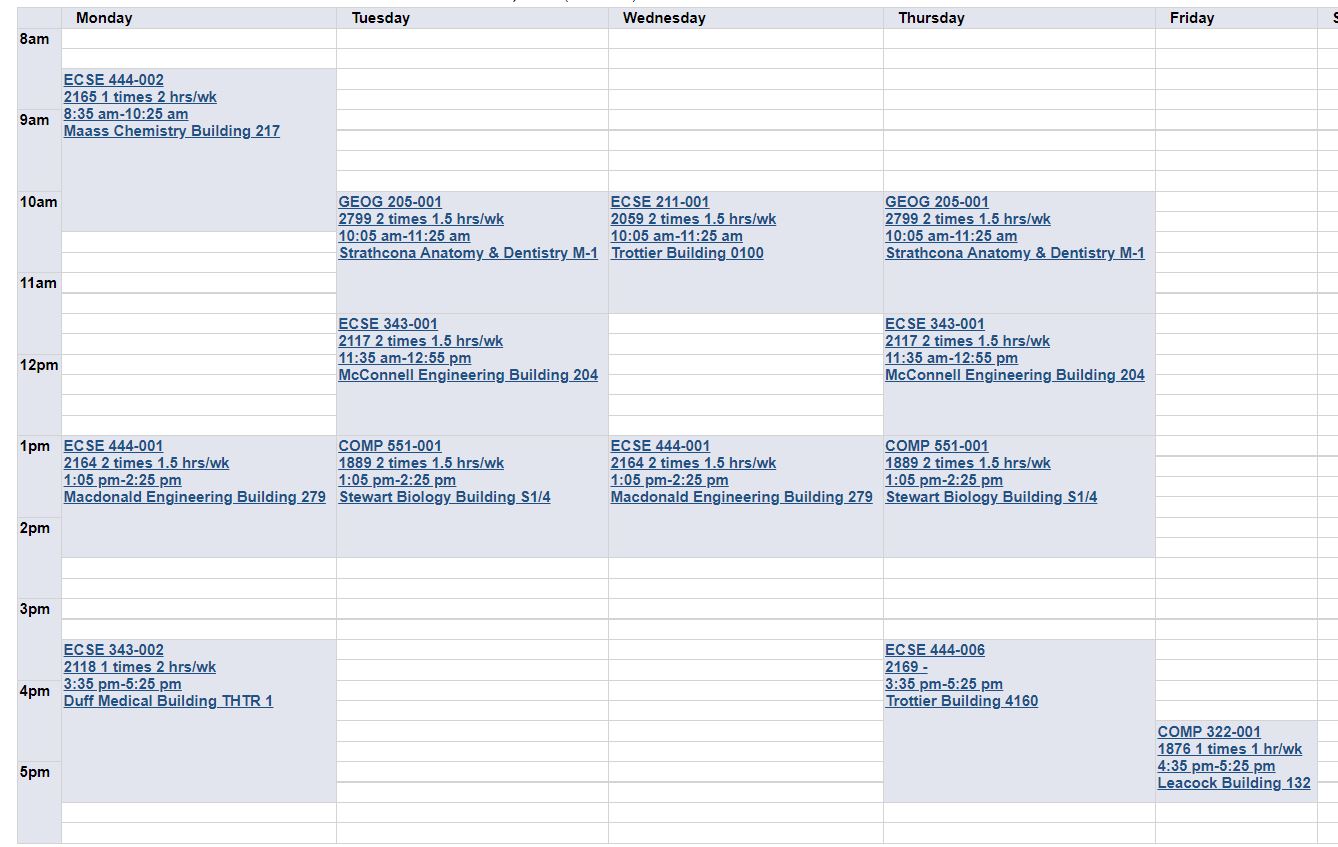 Monday Tuesday Wednesday Thursday Friday
8am
ECSE 444-002
2165 1 times 2 hrs/wk
8:35 am-10:25 am
Maass Chemistry Building 217
9am
10am
GEOG 205-001
2799 2 times 1.5 hrs/wk
10:05 am-11:25 am
Strathcona Anatomy & Dentistry M-1
ECSE 211-001
2059 2 times 1.5 hrs/wk
10:05 am-11:25 am
Trottier Building 0100
GEOG 205-001
2799 2 times 1.5 hrs/wk
10:05 am-11:25 am
Strathcona Anatomy & Dentistry M-1
11am
ECSE 343-001
2117 2 times 1.5 hrs/wk
11:35 am-12:55 pm
McConnell Engineering Building 204
ECSE 343-001
2117 2 times 1.5 hrs/wk
11:35 am-12:55 pm
McConnell Engineering Building 204
12pm
1pm
ECSE 444-001
2164 2 times 1.5 hrs/wk
1:05 pm-2:25 pm
Macdonald Engineering Building 279
COMP 551-001
1889 2 times 1.5 hrs/wk
1:05 pm-2:25 pm
Stewart Biology Building S1/4
ECSE 444-001
2164 2 times 1.5 hrs/wk
1:05 pm-2:25 pm
Macdonald Engineering Building 279
COMP 551-001
1889 2 times 1.5 hrs/wk
1:05 pm-2:25 pm
Stewart Biology Building S1/4
2pm
3pm
ECSE 343-002
2118 1 times 2 hrs/wk
3:35 pm-5:25 pm
Duff Medical Building THTR 1
ECSE 444-006
2169 -
3:35 pm-5:25 pm
Trottier Building 4160
4pm
COMP 322-001
1876 1 times 1 hr/wk
4:35 pm-5:25 pm
Leacock Building 132
5pm